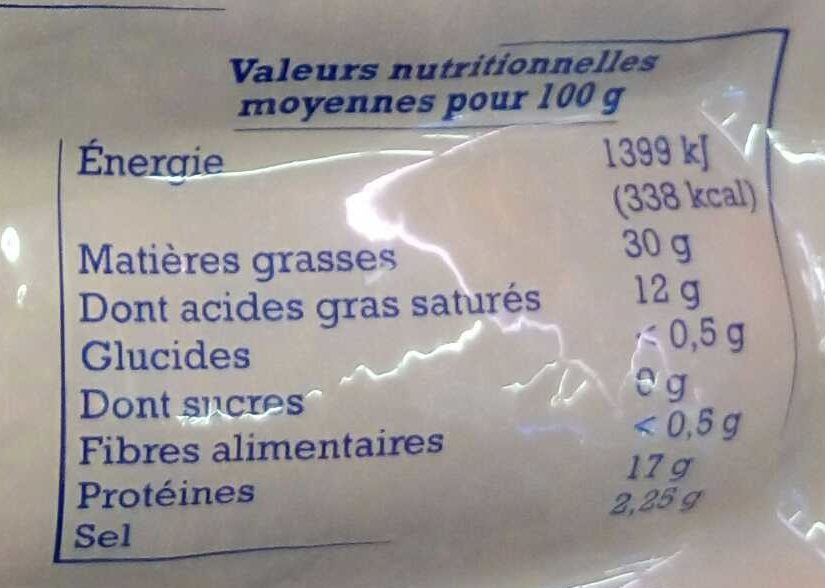 Valeurs nutritionnelles
moyennes pour 100 g
Énergie 1399 kJ
(338 kcal)
Matières grasses 30 g
Dont acides gras saturés 12 g
Glucides < 0,5 g
Dont sucres 0 g
Fibres alimentaires < 0,5 g
Protéines 17 g
Sel 2,25 g